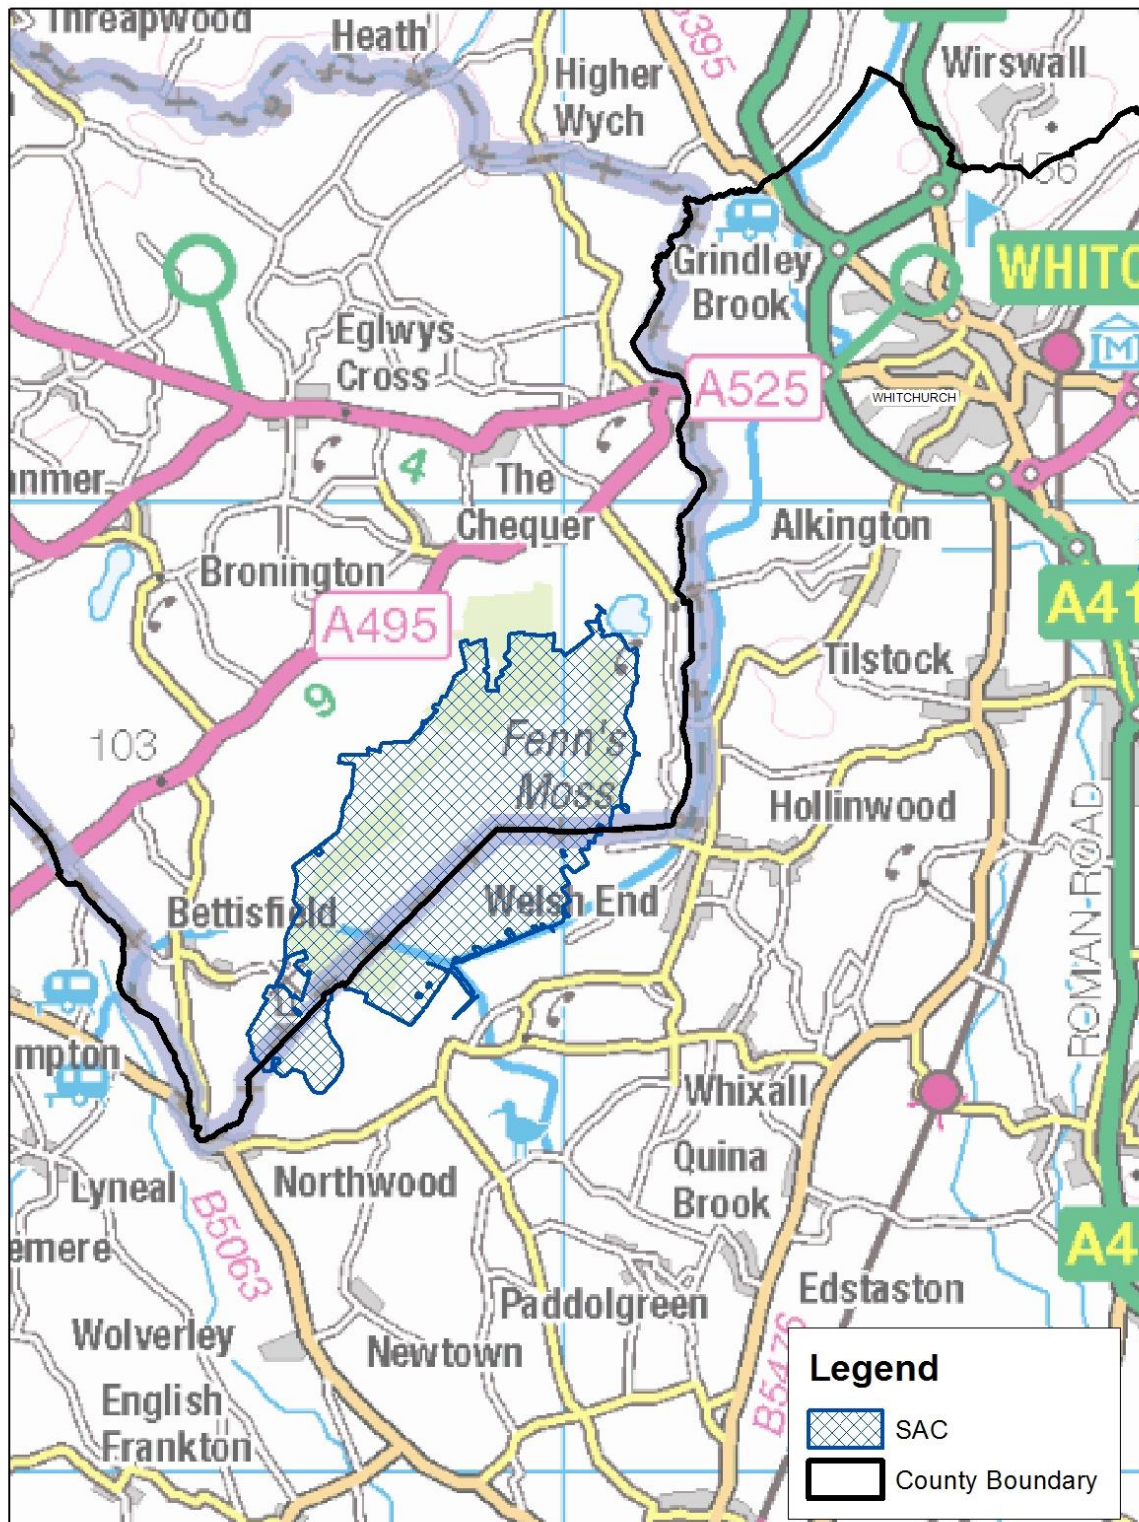 Threapwood
Heath
B395
Higher
Wych
Wirswall
156
Grindley
Brook
WHITC
M
Eglwys
Cross
A525
WHITCHURCH
4
The
Chequer
anmer
Alkington
Bronington
A495
A41
Tilstock
9
103
Fenn's
Moss
Hollinwood
Bettisfield
Welsh End
ROMAN ROAD
mpton
Whixall
Quina
Brook
Northwood
Lyneal
B5063
emere
A4
Edstaston
Paddolgreen
Wolverley
Newtown
B5476
English
Frankton
Legend
SAC
County Boundary